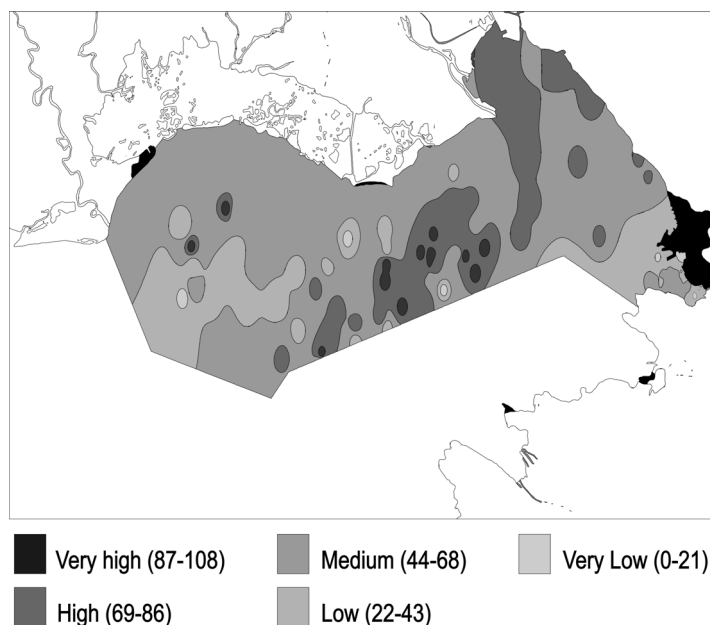 Very high (87-108) Medium (44-68) Very Low (0-21)
High (69-86) Low (22-43)